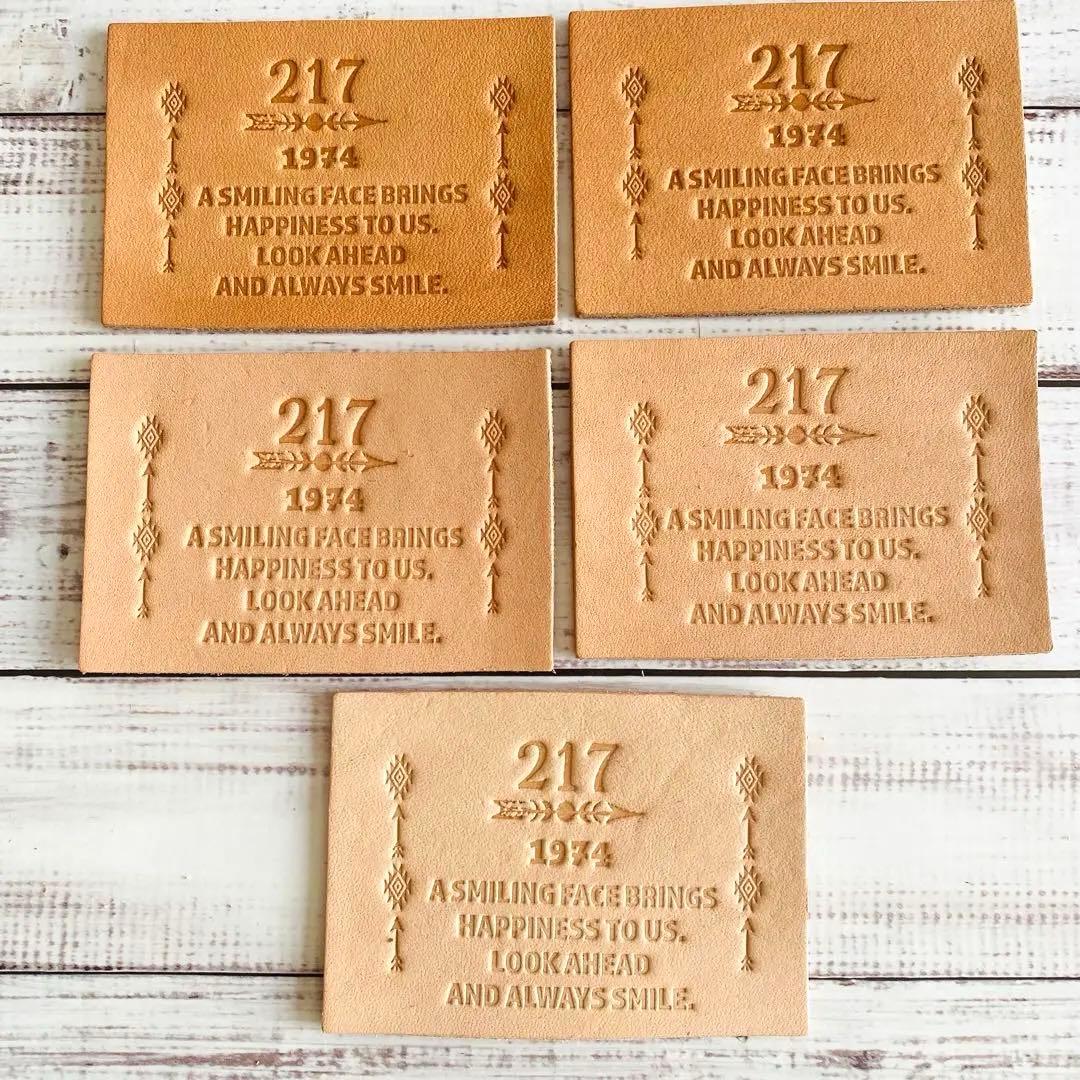 217
1974
A SMILING FACE BRINGS
HAPPINESS TO US.
LOOK AHEAD
AND ALWAYS SMILE.
217
1974
A SMILING FACE BRINGS
HAPPINESS TO US.
LOOK AHEAD
AND ALWAYS SMILE.
217
1974
A SMILING FACE BRINGS
HAPPINESS TO US.
LOOK AHEAD
AND ALWAYS SMILE.
217
1974
A SMILING FACE BRINGS
HAPPINESS TO US.
LOOK AHEAD
AND ALWAYS SMILE.
217
1974
A SMILING FACE BRINGS
HAPPINESS TO US.
LOOK AHEAD
AND ALWAYS SMILE.